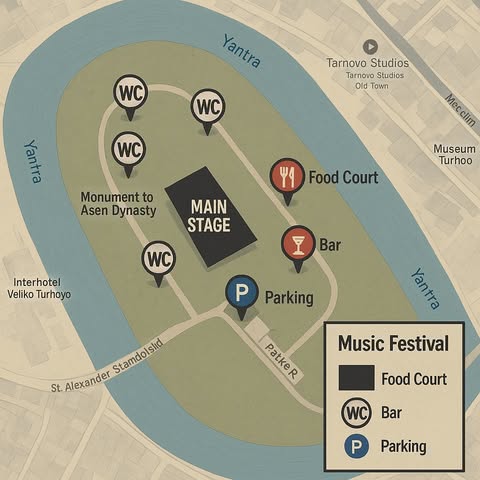 Yantra
Tarnovo Studios
Tarnovo Studios
Old Town
Mecclin
WC
WC
WC
Yantra
Museum
Turhoo
Food Court
Monument to
Asen Dynasty
MAIN
STAGE
Bar
WC
Interhotel
Veliko Turhoyo
P
Parking
Yantra
St. Alexander Stamdolslid
Patke R.
Music Festival
Food Court
WC
Bar
P
Parking